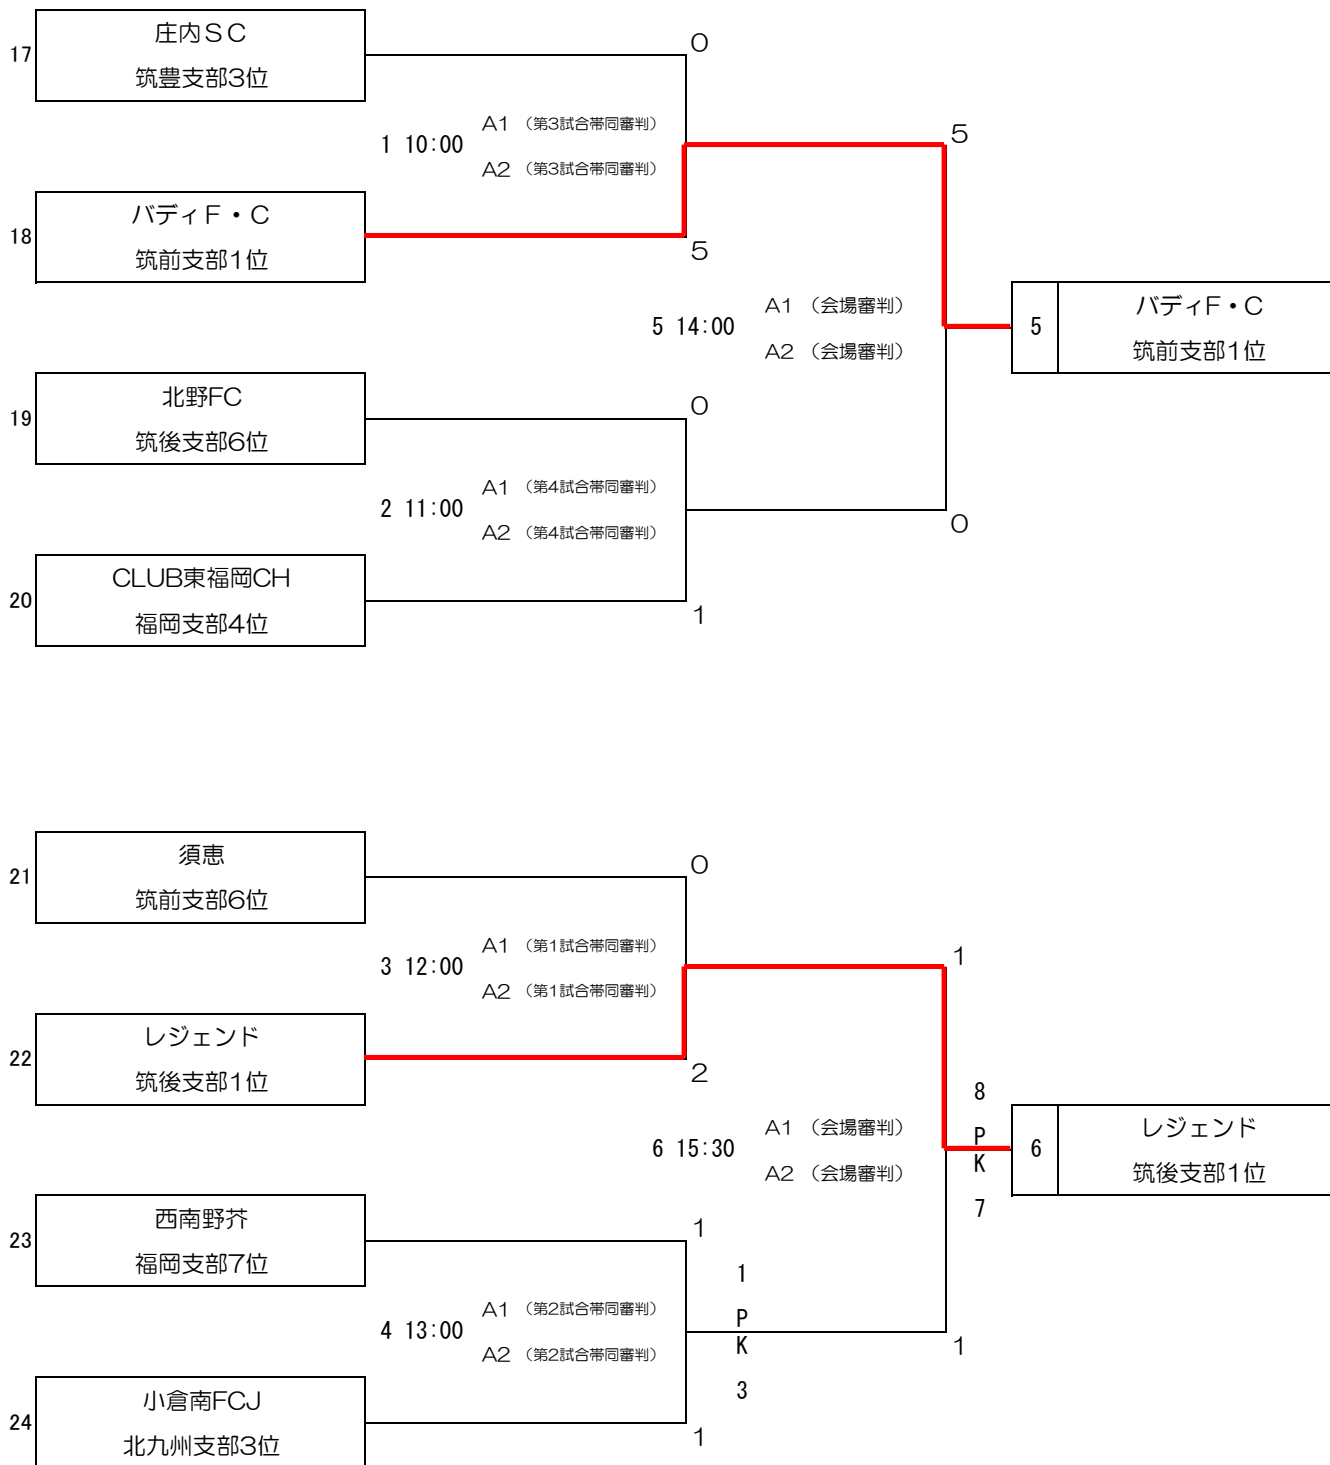 17
庄内ＳＣ
筑豊支部3位
0
1 10:00
A1 （第3試合帯同審判）
A2 （第3試合帯同審判）
5
18
バディＦ・Ｃ
筑前支部1位
5
5 14:00
A1 （会場審判）
A2 （会場審判）
5
バディF・C
筑前支部1位
19
北野FC
筑後支部6位
0
2 11:00
A1 （第4試合帯同審判）
A2 （第4試合帯同審判）
0
20
CLUB東福岡CH
福岡支部4位
1
21
須恵
筑前支部6位
0
3 12:00
A1 （第1試合帯同審判）
A2 （第1試合帯同審判）
1
22
レジェンド
筑後支部1位
2
6 15:30
A1 （会場審判）
A2 （会場審判）
8
P
K
7
6
レジェンド
筑後支部1位
23
西南野芥
福岡支部7位
1
4 13:00
A1 （第2試合帯同審判）
A2 （第2試合帯同審判）
1
P
K
3
1
24
小倉南FCJ
北九州支部3位
1